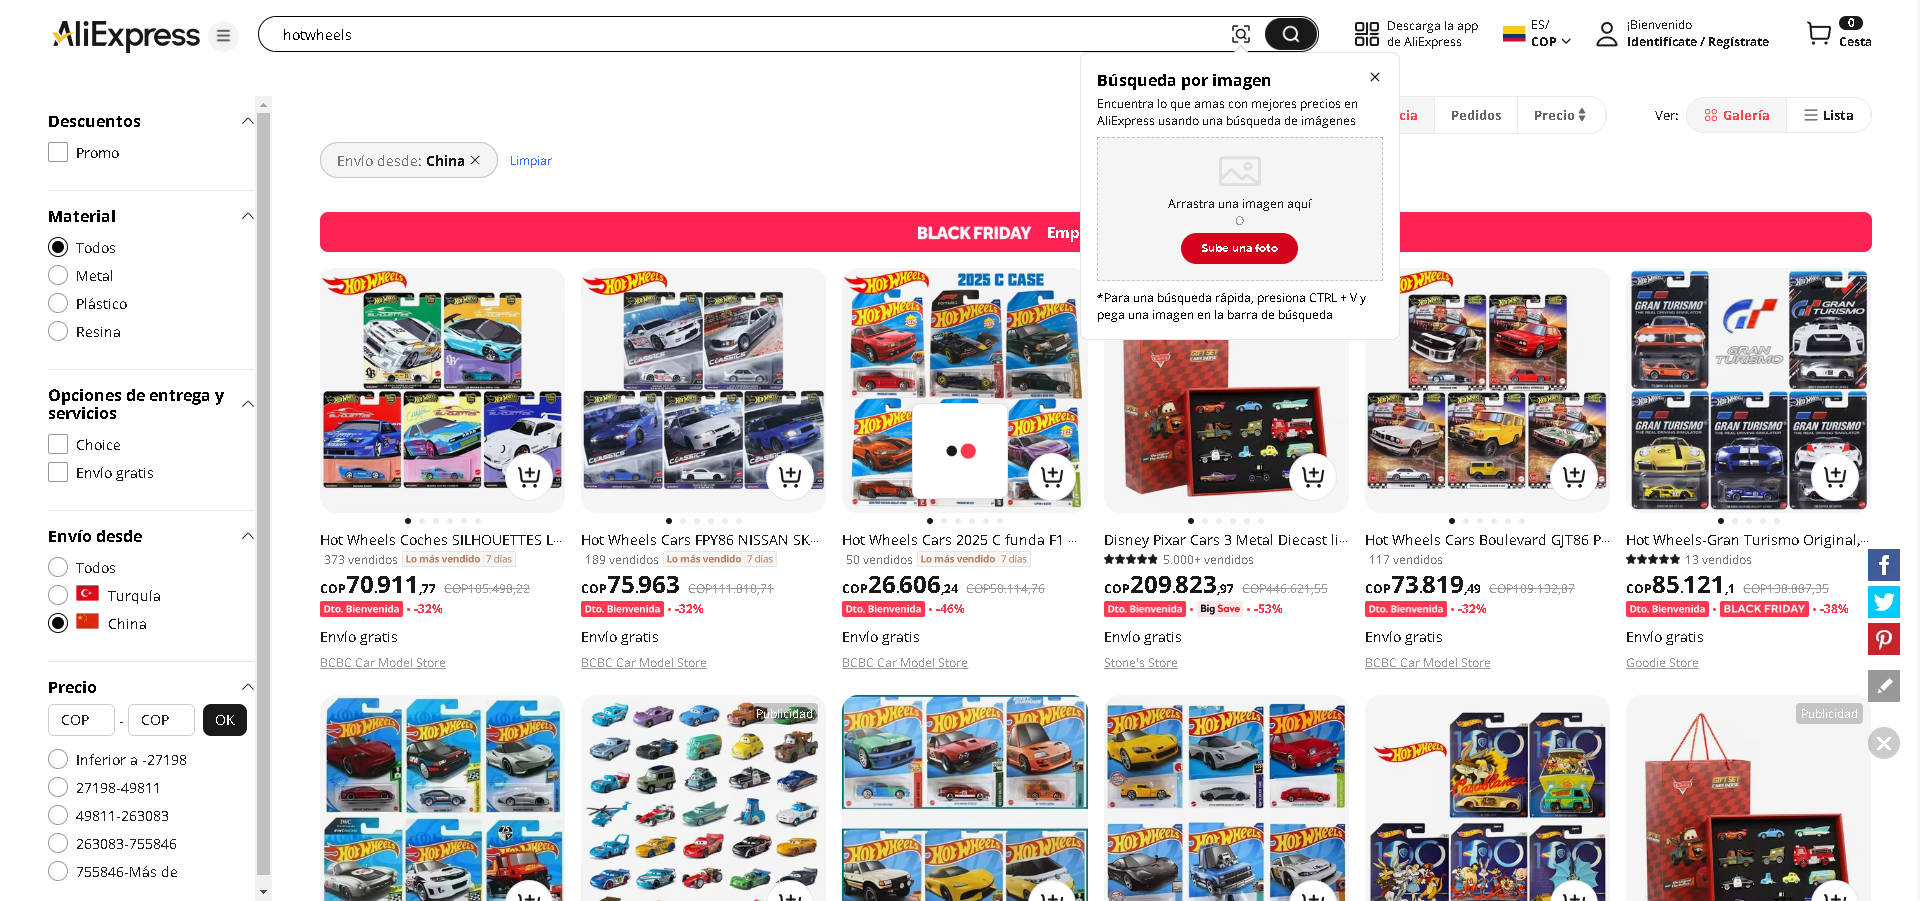 AliExpress
hotwheels
Descarga la app
de AliExpress
ES/
COP
¡Bienvenido
Identifícate / Regístrate
0
Cesta
Búsqueda por imagen
Encuentra lo que amas con mejores precios en
AliExpress usando una búsqueda de imágenes
Arrastra una imagen aquí
O
Sube una foto
*Para una búsqueda rápida, presiona CTRL + V y
pega una imagen en la barra de búsqueda
cia
Pedidos
Precio
Ver:
Galería
Lista
Descuentos
Promo
Material
Todos
Metal
Plástico
Resina
Opciones de entrega y
servicios
Choice
Envío gratis
Envío desde
Todos
Turquía
China
Precio
COP - COP OK
Inferior a -27198
27198-49811
49811-263083
263083-755846
755846-Más de
Envío desde: China
Limpiar
BLACK FRIDAY Emp
Hot Wheels Coches SILHOUETTES L...
373 vendidos Lo más vendido 7 días
COP70.911,77 COP105.498,22
Dto. Bienvenida • -32%
Envío gratis
BCBC Car Model Store
Hot Wheels Cars FPY86 NISSAN SK...
189 vendidos Lo más vendido 7 días
COP75.963 COP111.810,71
Dto. Bienvenida • -32%
Envío gratis
BCBC Car Model Store
2025 C CASE
Hot Wheels Cars 2025 C funda F1 ...
50 vendidos Lo más vendido 7 días
COP26.606,24 COP50.114,76
Dto. Bienvenida • -46%
Envío gratis
BCBC Car Model Store
Disney Pixar Cars 3 Metal Diecast li...
5.000+ vendidos
COP209.823,97 COP446.621,55
Dto. Bienvenida • Big Save • -53%
Envío gratis
Stone's Store
Hot Wheels Cars Boulevard GJT86 P...
117 vendidos
COP73.819,49 COP109.132,87
Dto. Bienvenida • -32%
Envío gratis
BCBC Car Model Store
GRAN TURISMO
Hot Wheels-Gran Turismo Original,...
13 vendidos
COP85.121,1 COP138.887,35
Dto. Bienvenida • BLACK FRIDAY • -38%
Envío gratis
Goodie Store
Publicidad
Publicidad